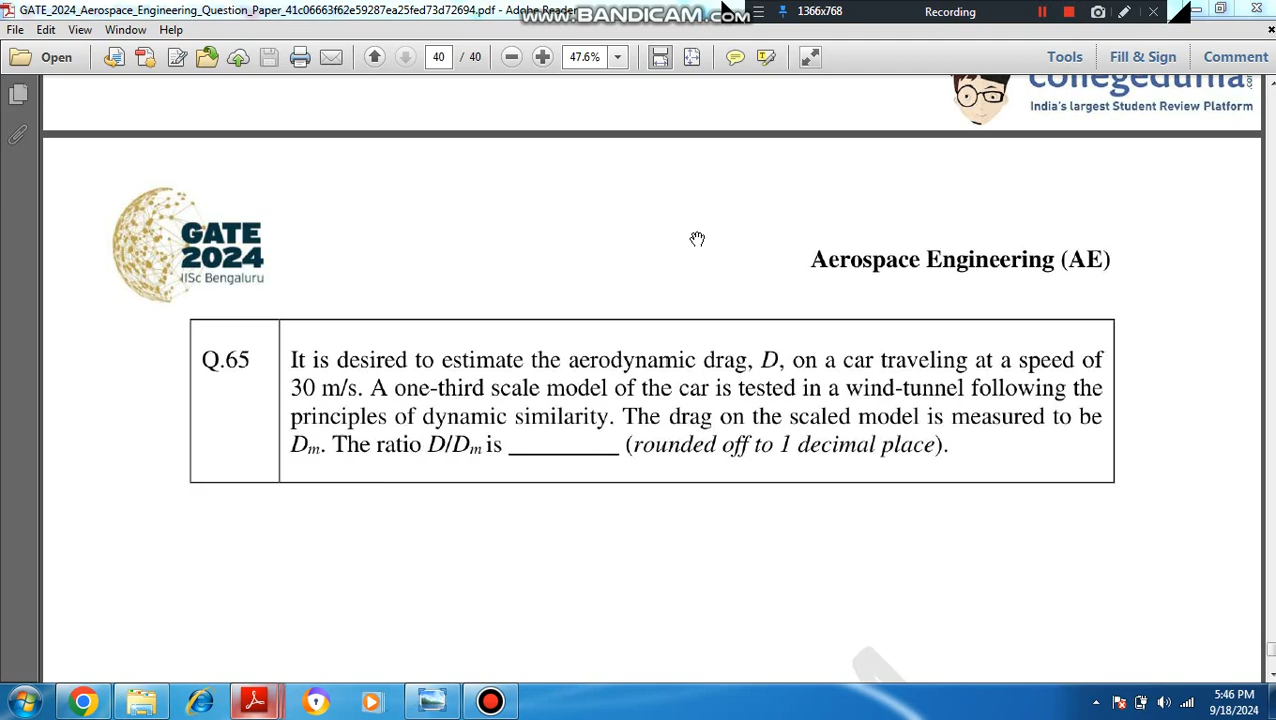 GATE_2024_Aerospace_Engineering_Question_Paper_41c06663f62e59287ea25fed73d72694.pdf - Adobe Reader
www.BANDICAM.com
1366x768
Recording
File Edit View Window Help
Open
40 / 40
47.6%
Tools
Fill & Sign
Comment
collegedunia
.com
India's largest Student Review Platform
GATE
2024
IISc Bengaluru
Aerospace Engineering (AE)
Q.65
It is desired to estimate the aerodynamic drag, D, on a car traveling at a speed of
30 m/s. A one-third scale model of the car is tested in a wind-tunnel following the
principles of dynamic similarity. The drag on the scaled model is measured to be
Dm. The ratio D/Dm is __________ (rounded off to 1 decimal place).
5:46 PM
9/18/2024